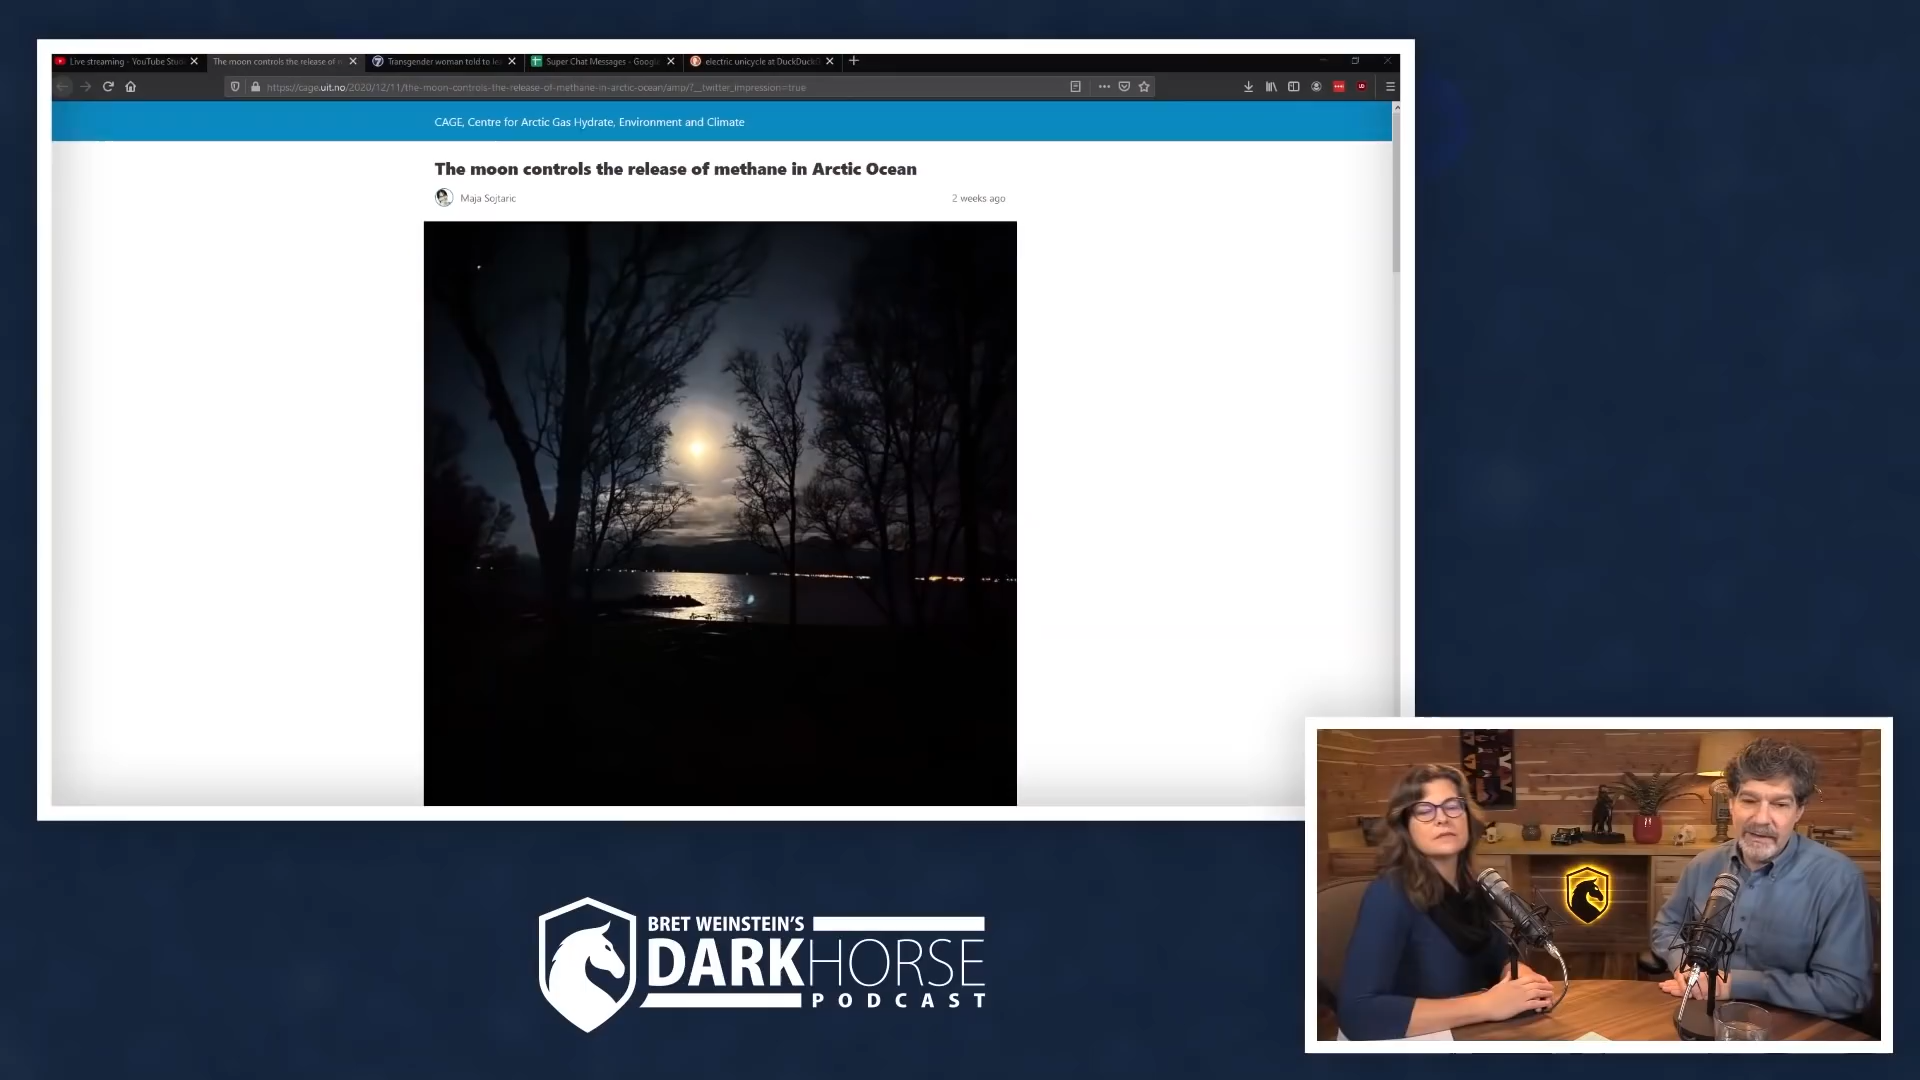 Live streaming - YouTube Stud
The moon controls the release of m
Transgender woman told to le
Super Chat Messages - Google
electric unicycle at DuckDuckG
https://cage.uit.no/2020/12/11/the-moon-controls-the-release-of-methane-in-arctic-ocean/amp/?__twitter_impression=true
CAGE, Centre for Arctic Gas Hydrate, Environment and Climate
The moon controls the release of methane in Arctic Ocean
Maja Sojtaric
2 weeks ago
BRET WEINSTEIN'S
DARKHORSE
PODCAST